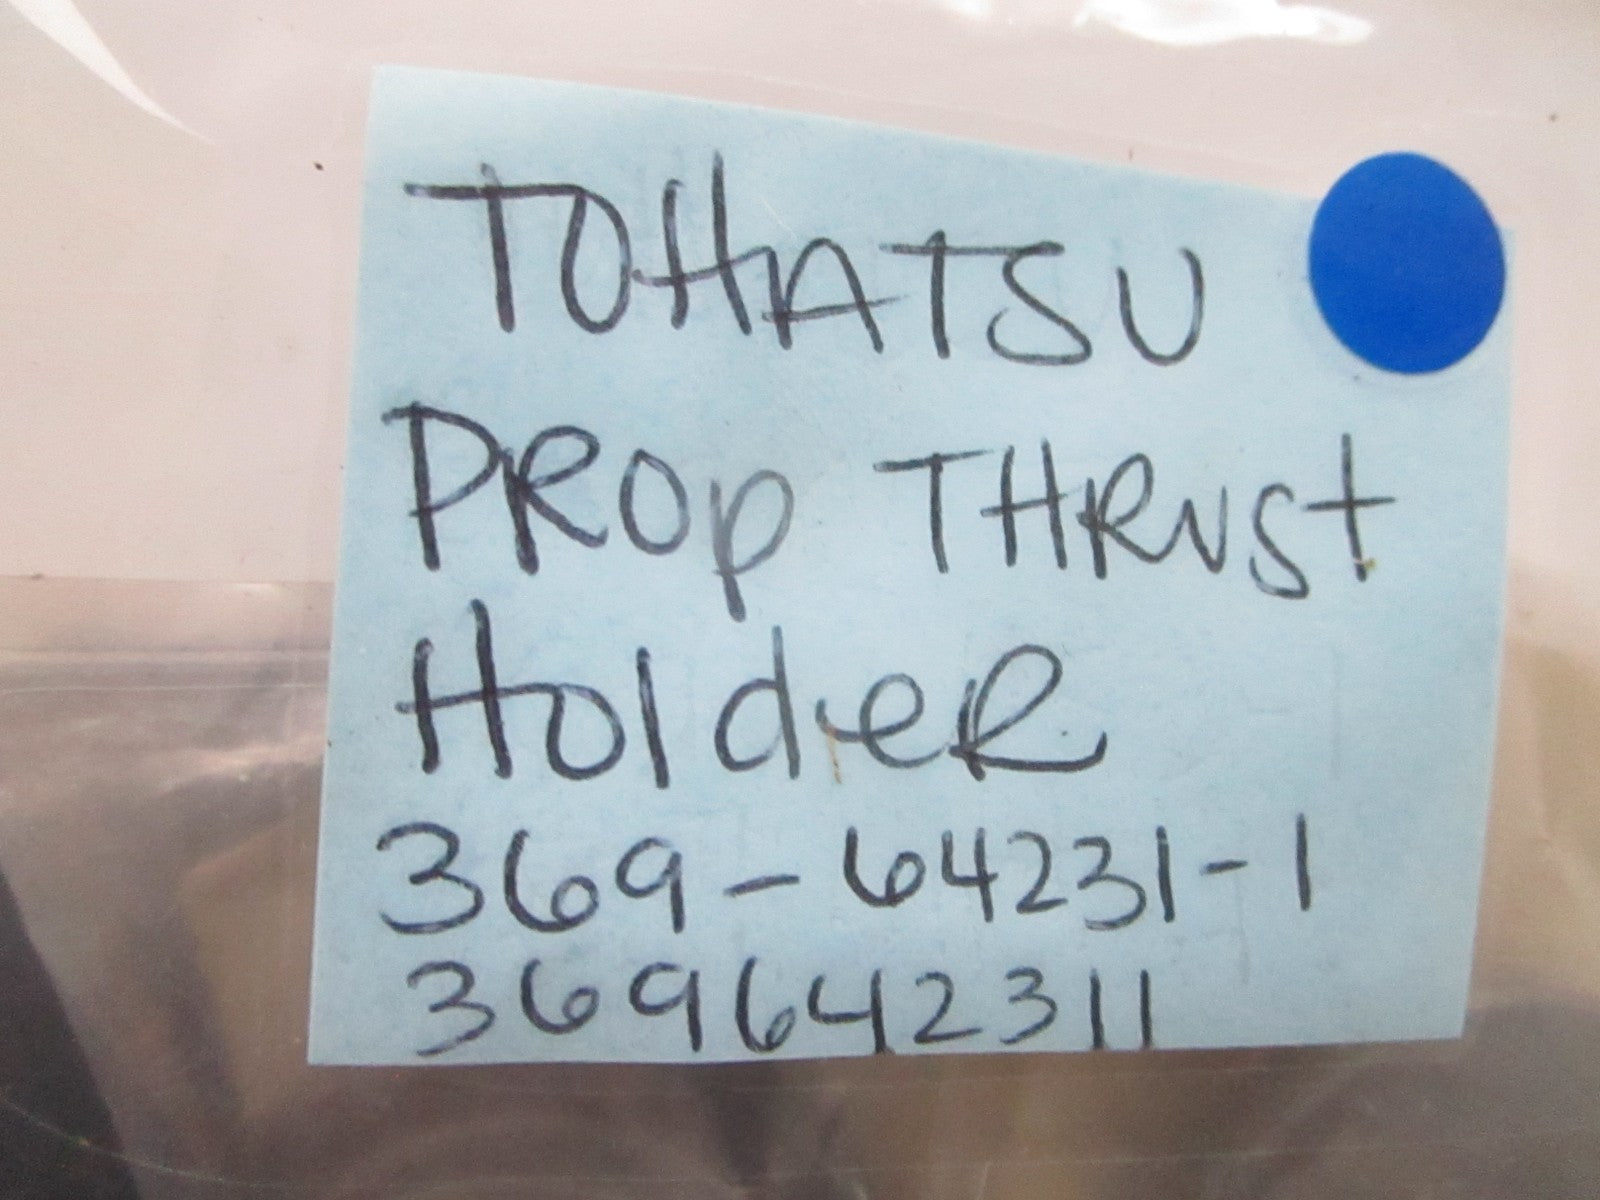 TOHATSU
PROp THRUSt
HoldeR
369-64231-1
369642311